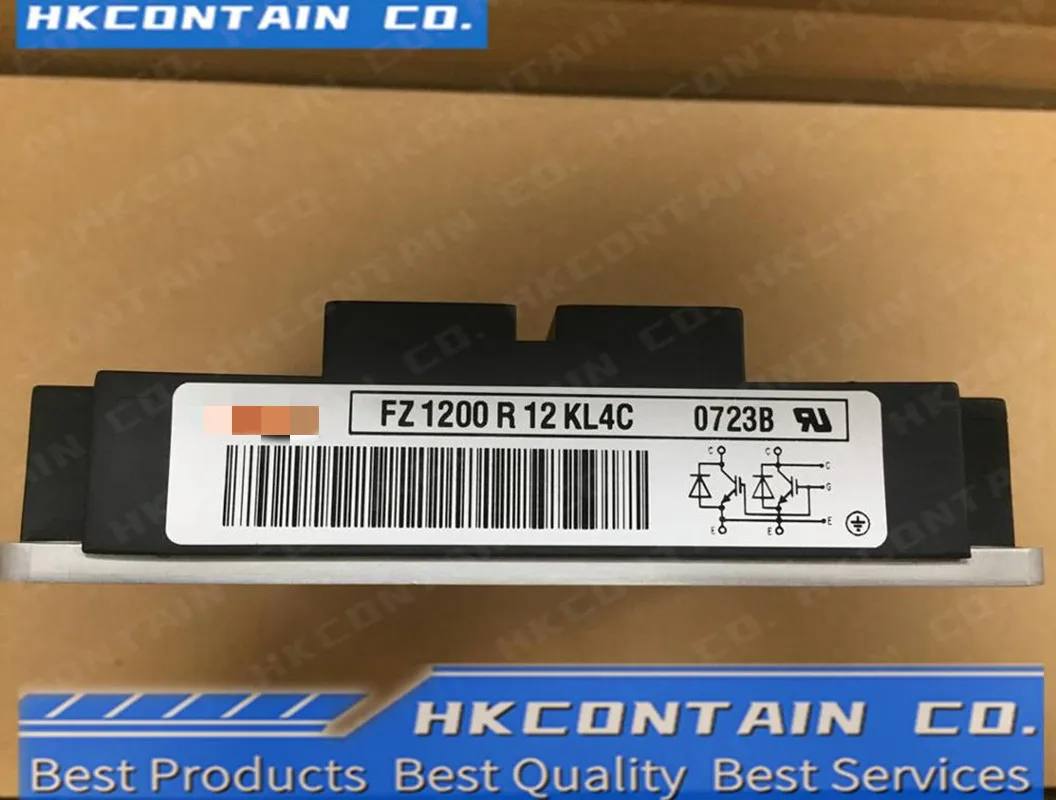 HKCONTAIN CO.
FZ 1200 R 12 KL4C 0723B
C C
C
G
E
E E
HKCONTAIN CO.
Best Products Best Quality Best Services